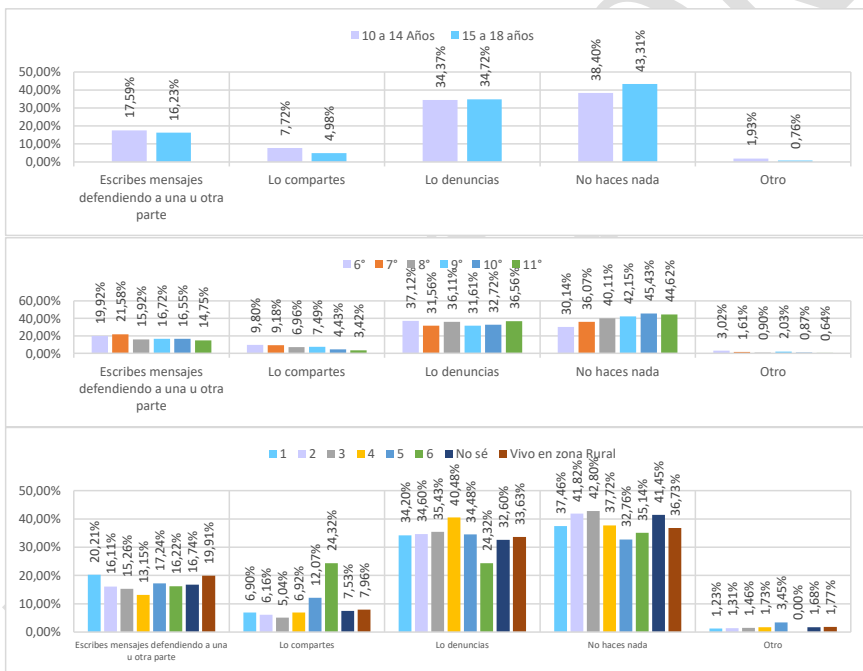 10 a 14 Años 15 a 18 años
50,00%
40,00%
30,00%
20,00%
10,00%
0,00%
17,59% 16,23% 7,72% 4,98% 34,37% 34,72% 38,40% 43,31% 1,93% 0,76%
Escribes mensajes Lo compartes Lo denuncias No haces nada Otro
defendiendo a una u otra
parte
6° 7° 8° 9° 10° 11°
60,00%
40,00%
20,00%
0,00%
19,92% 21,58% 15,92% 16,72% 16,55% 14,75% 9,80% 9,18% 6,96% 7,49% 4,43% 3,42% 37,12% 31,56% 36,11% 31,61% 32,72% 36,56% 30,14% 36,07% 40,11% 42,15% 45,43% 44,62% 3,02% 1,61% 0,90% 2,03% 0,87% 0,64%
Escribes mensajes Lo compartes Lo denuncias No haces nada Otro
defendiendo a una u otra
parte
1 2 3 4 5 6 No sé Vivo en zona Rural
50,00%
40,00%
30,00%
20,00%
10,00%
0,00%
20,21% 16,11% 15,26% 13,15% 17,24% 16,22% 16,74% 19,91% 6,90% 6,16% 5,04% 6,92% 12,07% 24,32% 7,53% 7,96% 34,20% 34,60% 35,43% 40,48% 34,48% 24,32% 32,60% 33,63% 37,46% 41,82% 42,80% 37,72% 32,76% 35,14% 41,45% 36,73% 1,23% 1,31% 1,46% 1,73% 3,45% 0,00% 1,68% 1,77%
Escribes mensajes defendiendo a una Lo compartes Lo denuncias No haces nada Otro
u otra parte